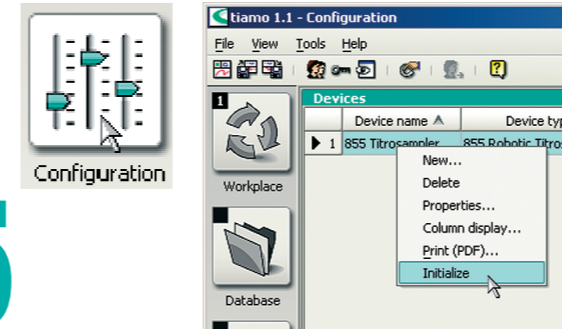 Configuration
5
tiamo 1.1 - Configuration
File View Tools Help
1
Workplace
Database
Devices
Device name Device typ
1 855 Titrosampler 855 Robotic Titros
New...
Delete
Properties...
Column display...
Print (PDF)...
Initialize